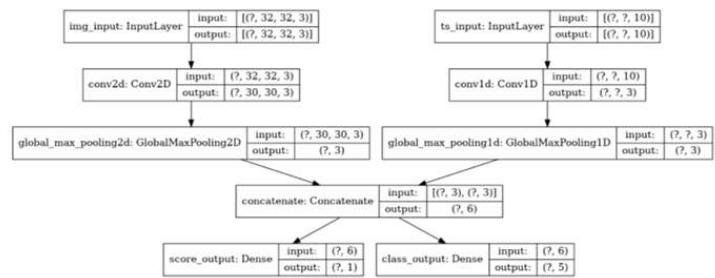 img_input: InputLayer input: [(?, 32, 32, 3)]
output: [(?, 32, 32, 3)]
ts_input: InputLayer input: [(?, ?, 10)]
output: [(?, ?, 10)]
conv2d: Conv2D input: (?, 32, 32, 3)
output: (?, 30, 30, 3)
conv1d: Conv1D input: (?, ?, 10)
output: (?, ?, 3)
global_max_pooling2d: GlobalMaxPooling2D input: (?, 30, 30, 3)
output: (?, 3)
global_max_pooling1d: GlobalMaxPooling1D input: (?, ?, 3)
output: (?, 3)
concatenate: Concatenate input: [(?, 3), (?, 3)]
output: (?, 6)
score_output: Dense input: (?, 6)
output: (?, 1)
class_output: Dense input: (?, 6)
output: (?, 5)